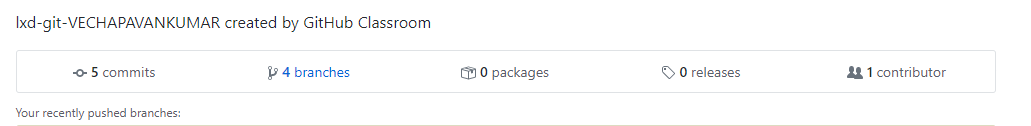 lxd-git-VECHAPAVANKUMAR created by GitHub Classroom
5 commits 4 branches 0 packages 0 releases 1 contributor
Your recently pushed branches: